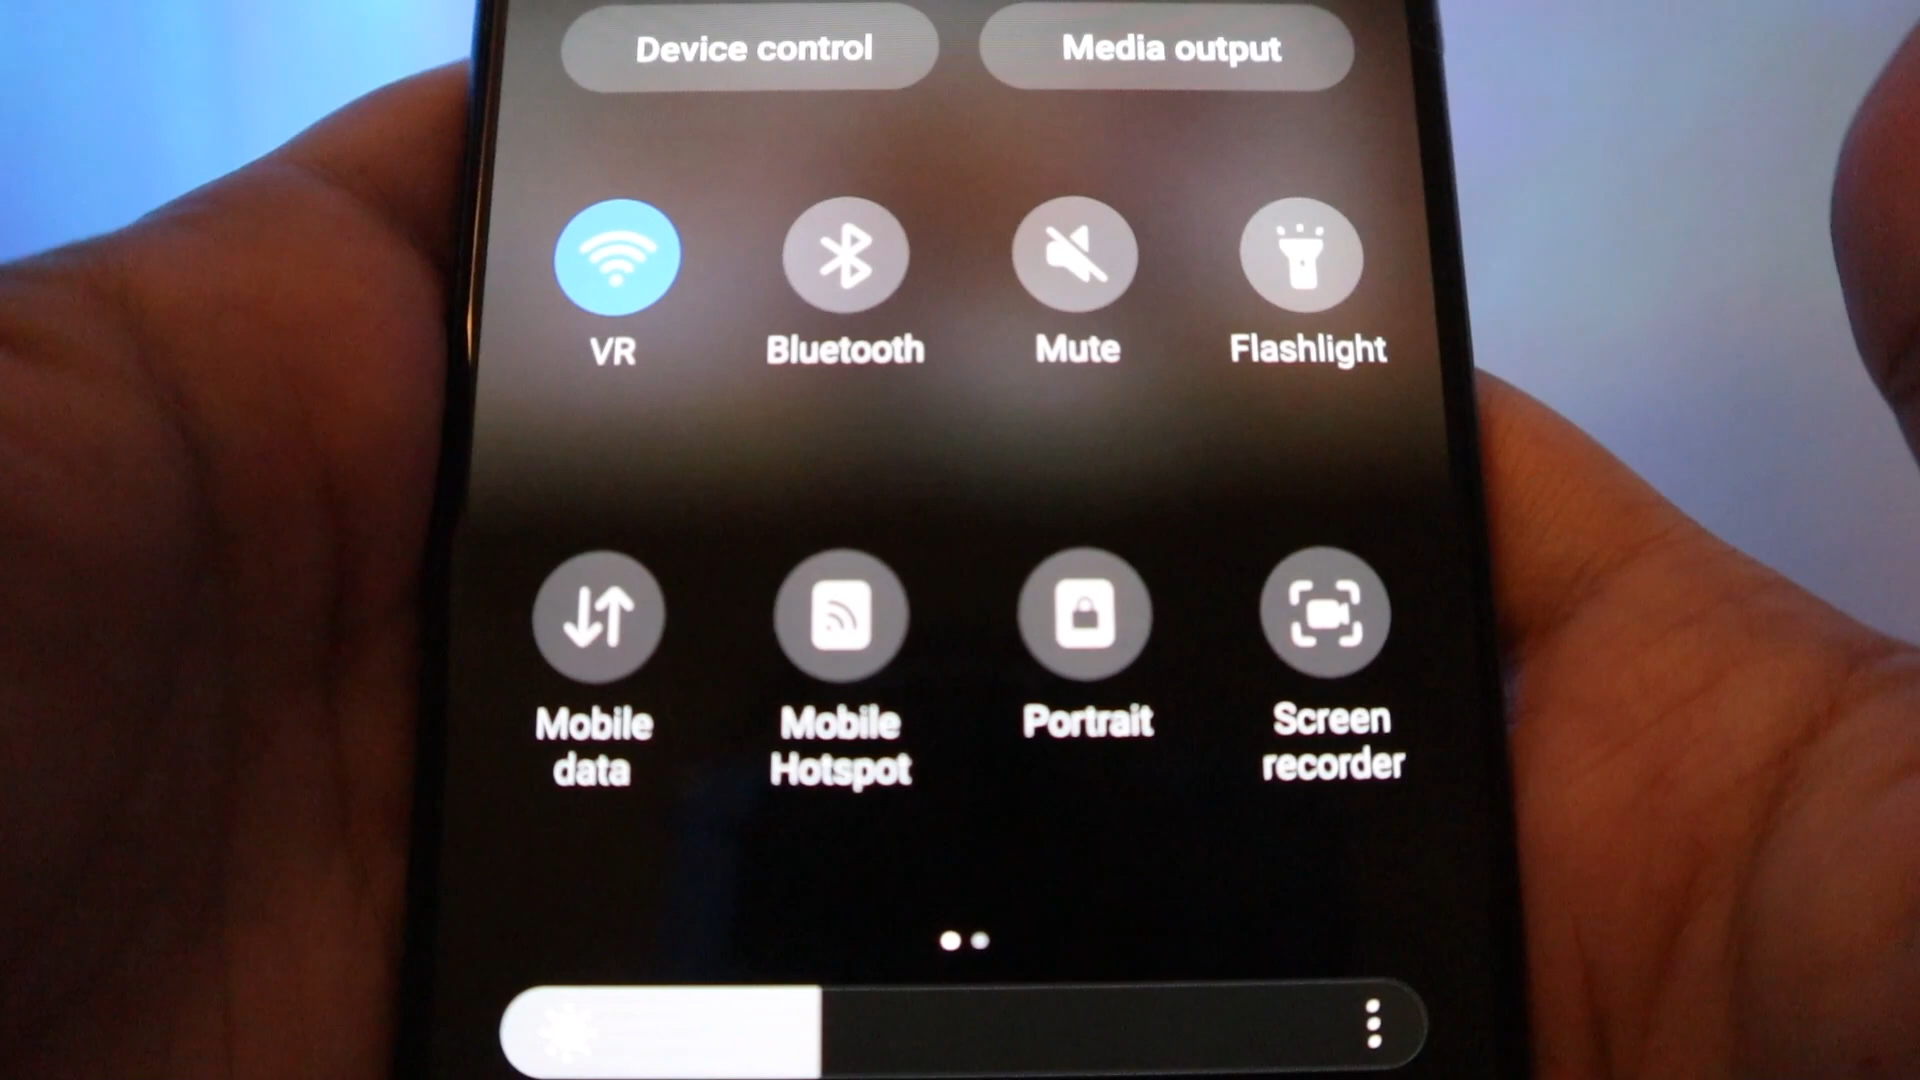 Device control Media output
VR Bluetooth Mute Flashlight
Mobile data Mobile Hotspot Portrait Screen recorder